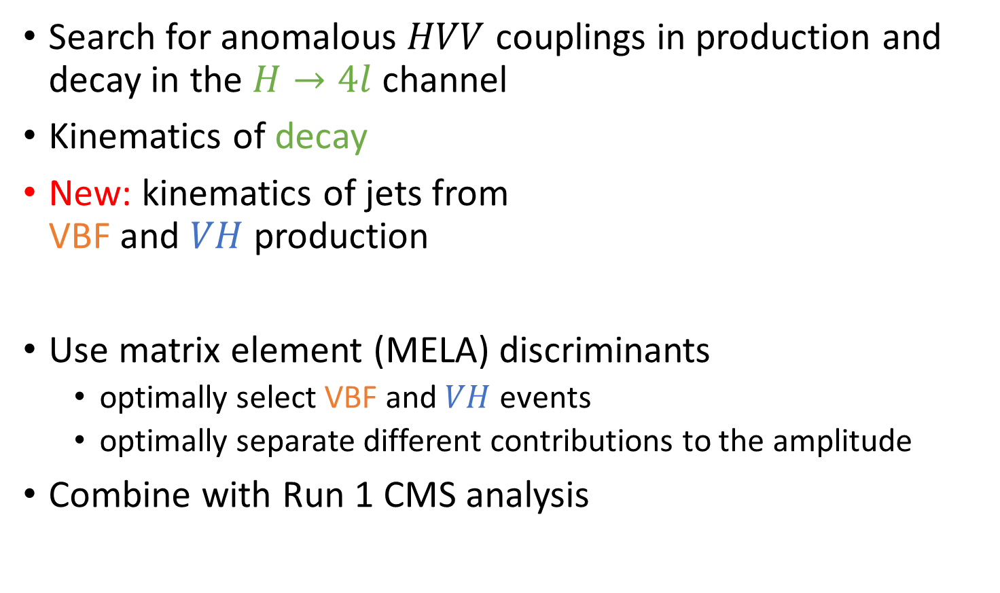 • Search for anomalous HVV couplings in production and
decay in the H → 4l channel
• Kinematics of decay
• New: kinematics of jets from
VBF and VH production
• Use matrix element (MELA) discriminants
• optimally select VBF and VH events
• optimally separate different contributions to the amplitude
• Combine with Run 1 CMS analysis